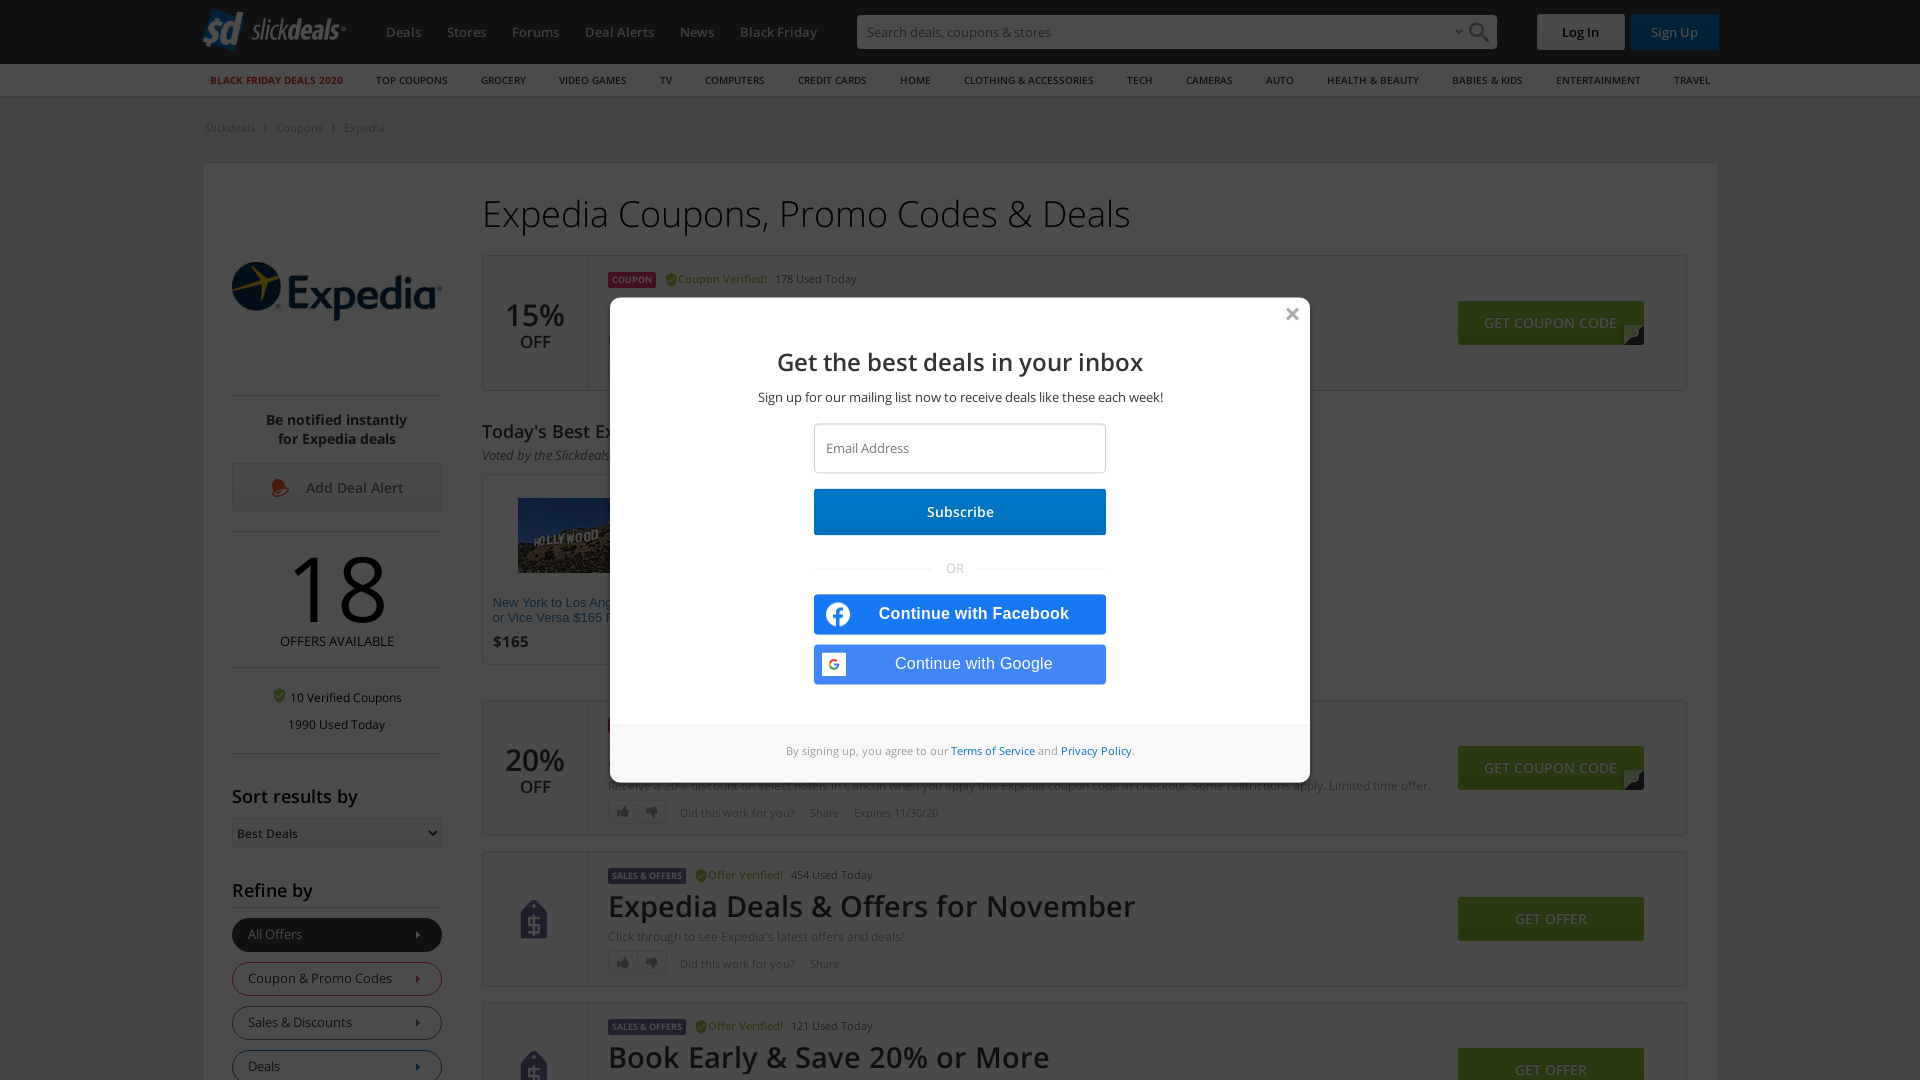 sd slickdeals
Deals
Stores
Forums
Deal Alerts
News
Black Friday
Search deals, coupons & stores
Log In
Sign Up
BLACK FRIDAY DEALS 2020
TOP COUPONS
GROCERY
VIDEO GAMES
TV
COMPUTERS
CREDIT CARDS
HOME
CLOTHING & ACCESSORIES
TECH
CAMERAS
AUTO
HEALTH & BEAUTY
BABIES & KIDS
ENTERTAINMENT
TRAVEL
Slickdeals
Coupons
Expedia
Expedia Coupons, Promo Codes & Deals
Expedia
Be notified instantly
for Expedia deals
Add Deal Alert
18
OFFERS AVAILABLE
10 Verified Coupons
1990 Used Today
Sort results by
Best Deals
Refine by
All Offers
Coupon & Promo Codes
Sales & Discounts
Deals
15%
OFF
COUPON Coupon Verified! 178 Used Today
GET COUPON CODE
Today's Best
Voted by the Slickdeals
HOLLYWOOD
New York to Los
or Vice Versa $165
$165
Get the best deals in your inbox
Sign up for our mailing list now to receive deals like these each week!
Email Address
Subscribe
OR
Continue with Facebook
Continue with Google
By signing up, you agree to our Terms of Service and Privacy Policy.
20%
OFF
Receive a 20% discount on select hotels in Cancun when you apply this Expedia coupon code at checkout. Some restrictions apply. Limited time offer.
Did this work for you? · Share · Expires 11/30/20
GET COUPON CODE
SALES & OFFERS Offer Verified! 454 Used Today
Expedia Deals & Offers for November
Click through to see Expedia's latest offers and deals!
Did this work for you? · Share
GET OFFER
SALES & OFFERS Offer Verified! 121 Used Today
Book Early & Save 20% or More
GET OFFER